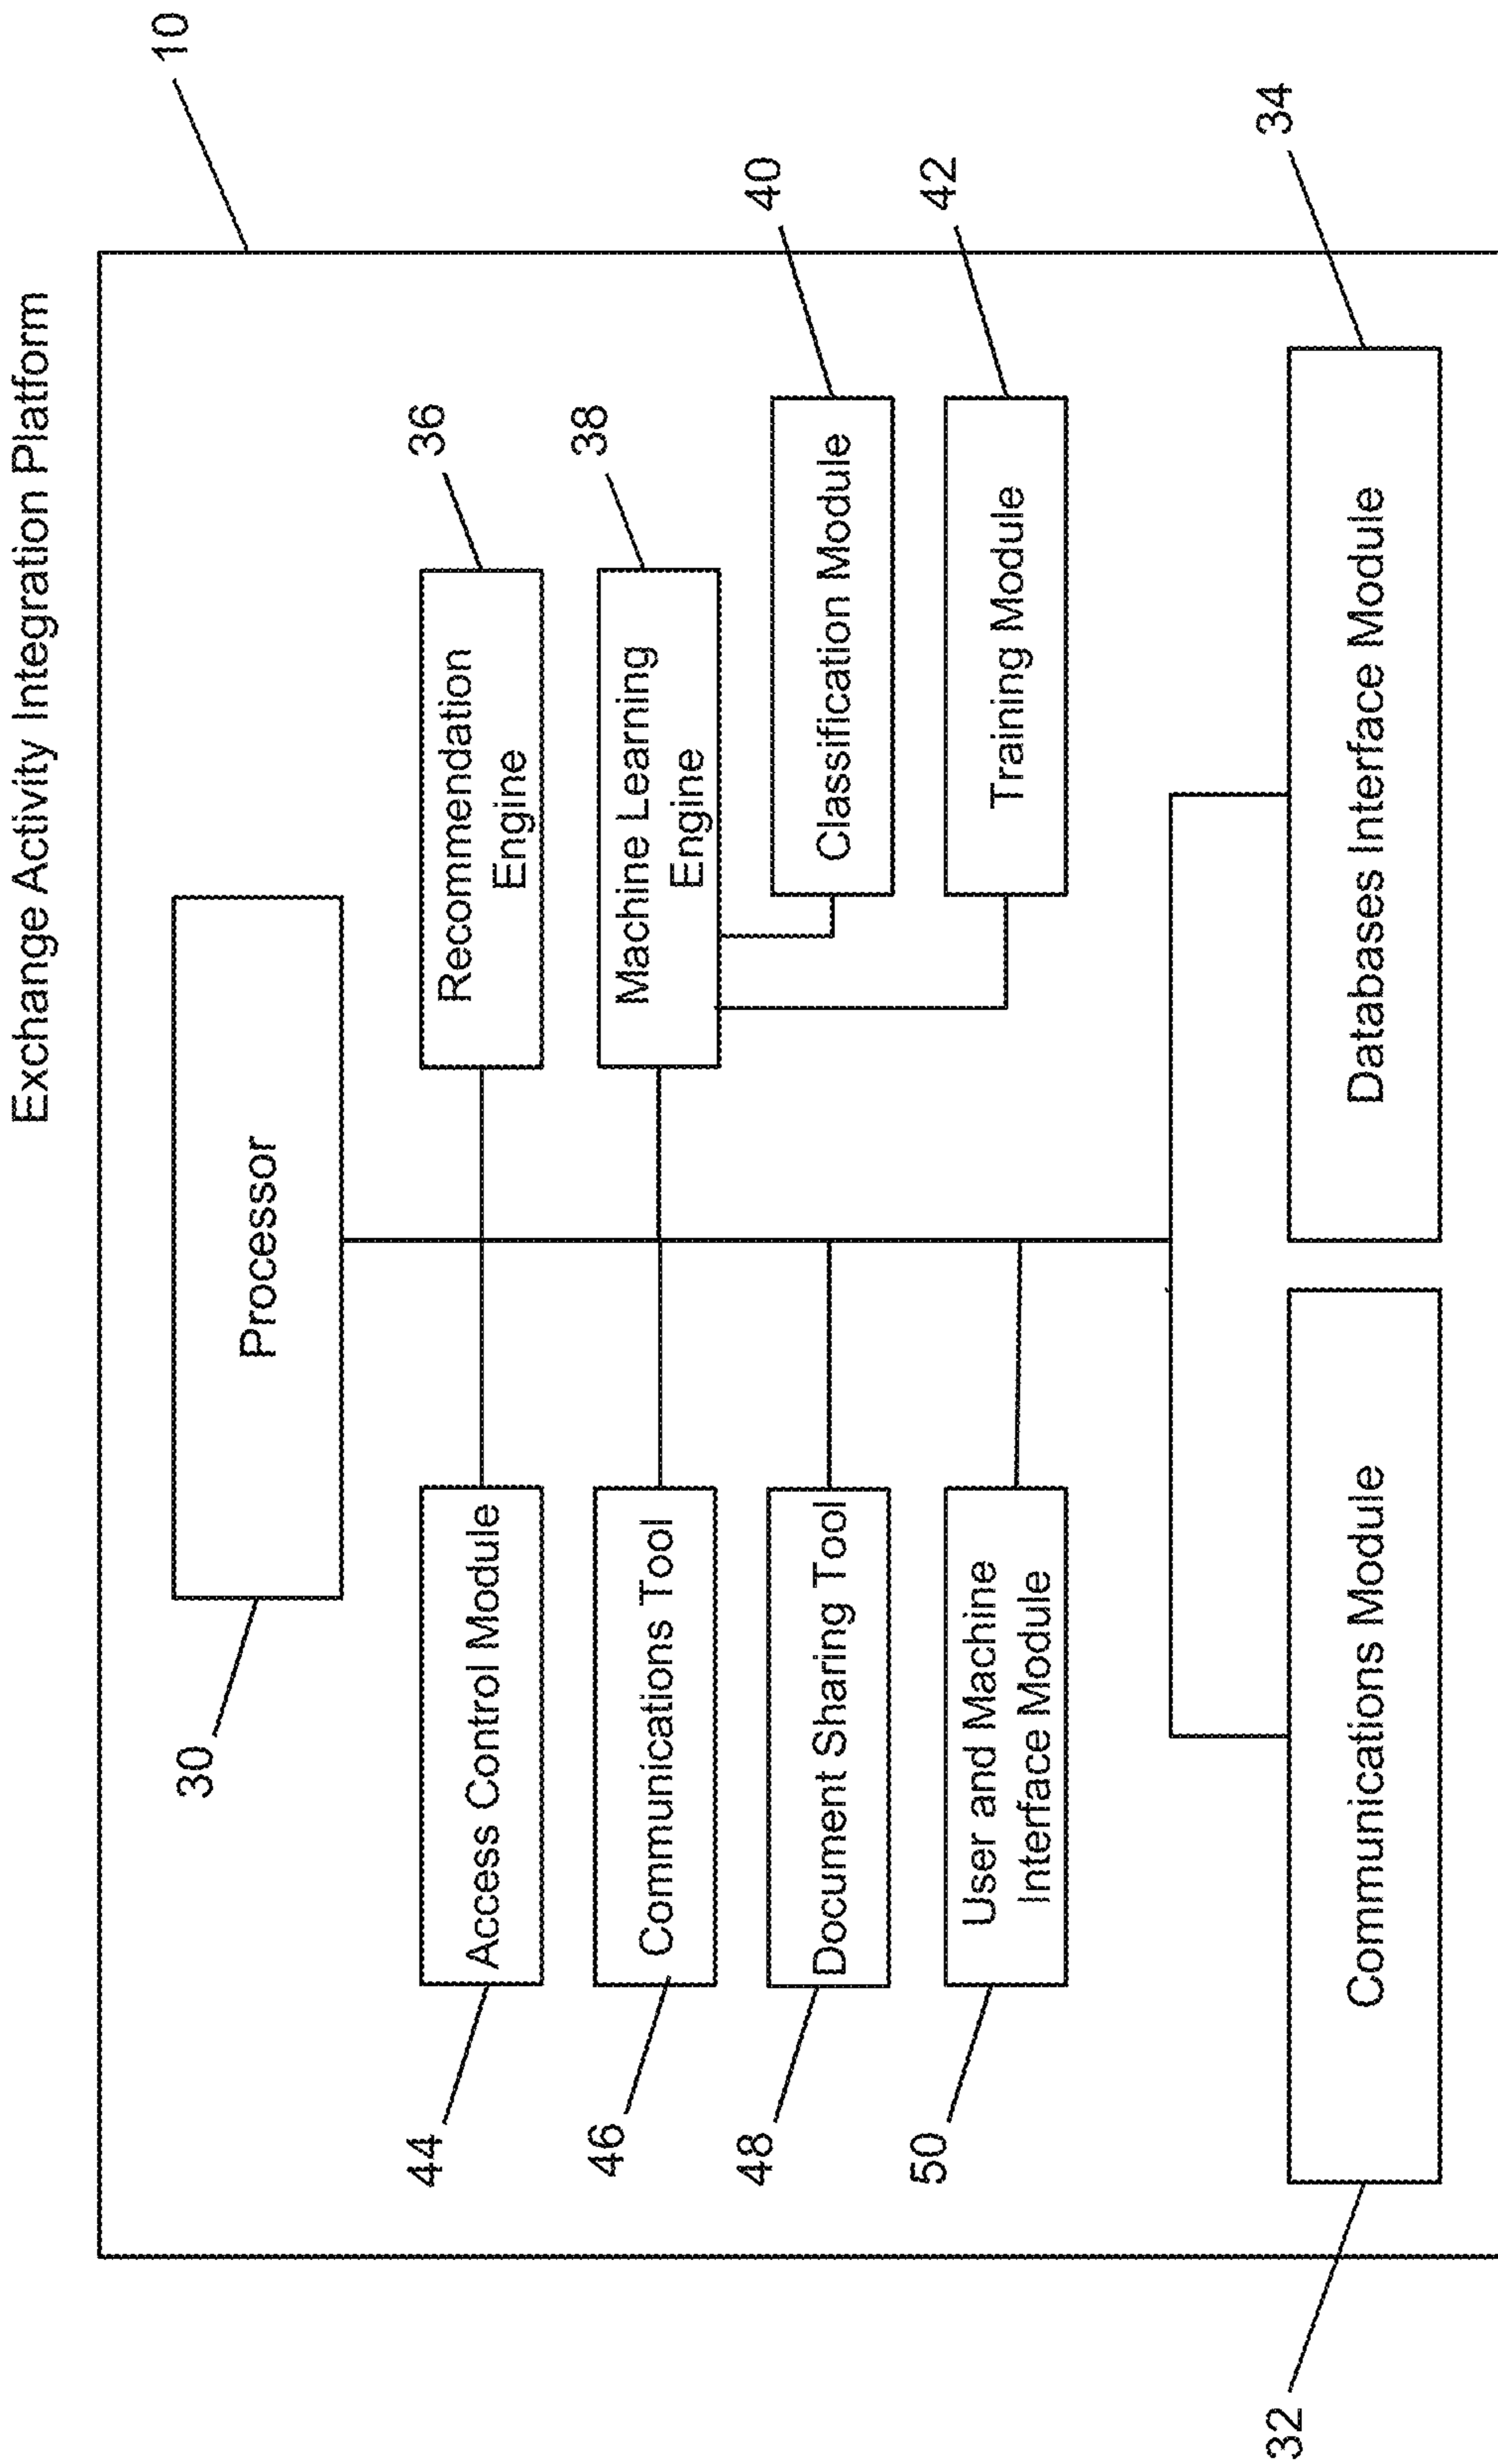 Exchange Activity Integration Platform
10
Processor
30
Access Control Module
44
Recommendation
Engine
36
Communications Tool
46
Machine Learning
Engine
38
Document Sharing Tool
48
Classification Module
40
User and Machine
Interface Module
50
Training Module
42
Communications Module
32
Databases Interface Module
34